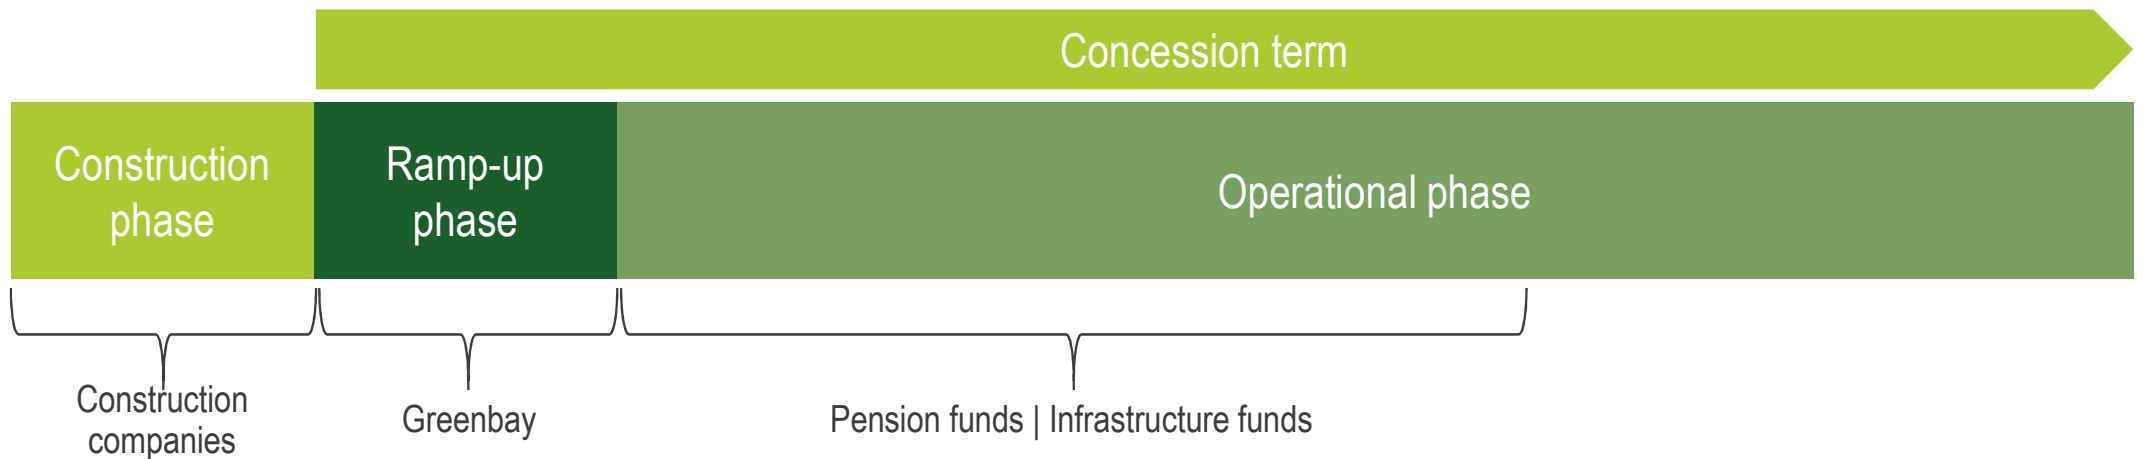 Concession term
Construction
phase
Ramp-up
phase
Operational phase
Construction
companies
Greenbay
Pension funds | Infrastructure funds